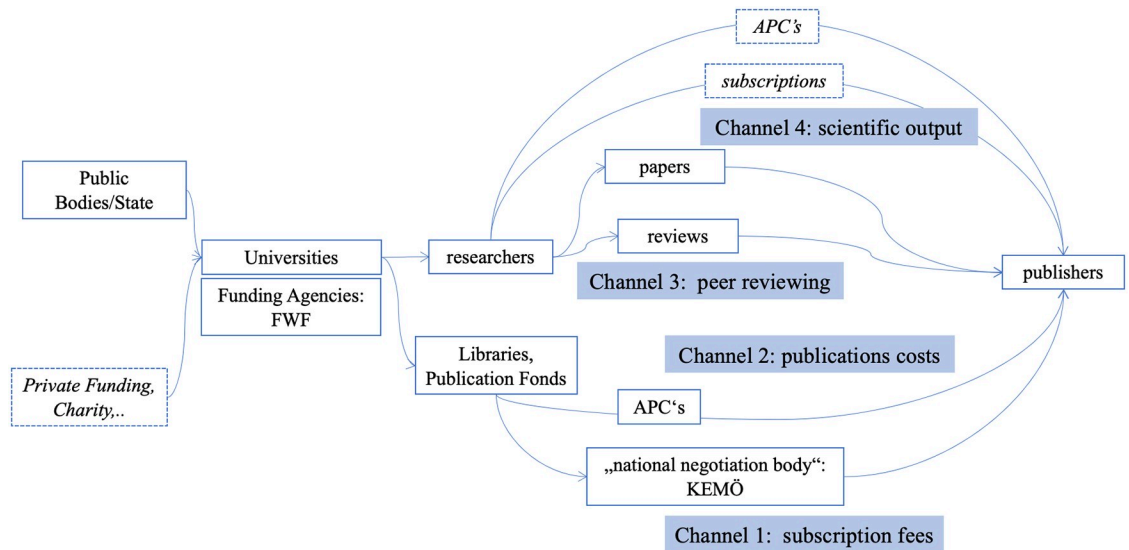 APC's
subscriptions
Channel 4: scientific output
papers
Public
Bodies/State
reviews
Universities
researchers
publishers
Channel 3:  peer reviewing
Funding Agencies:
FWF
Libraries,
Publication Fonds
Channel 2: publications costs
Private Funding,
Charity,..
APC‘s
„national negotiation body“:
KEMÖ
Channel 1:  subscription fees